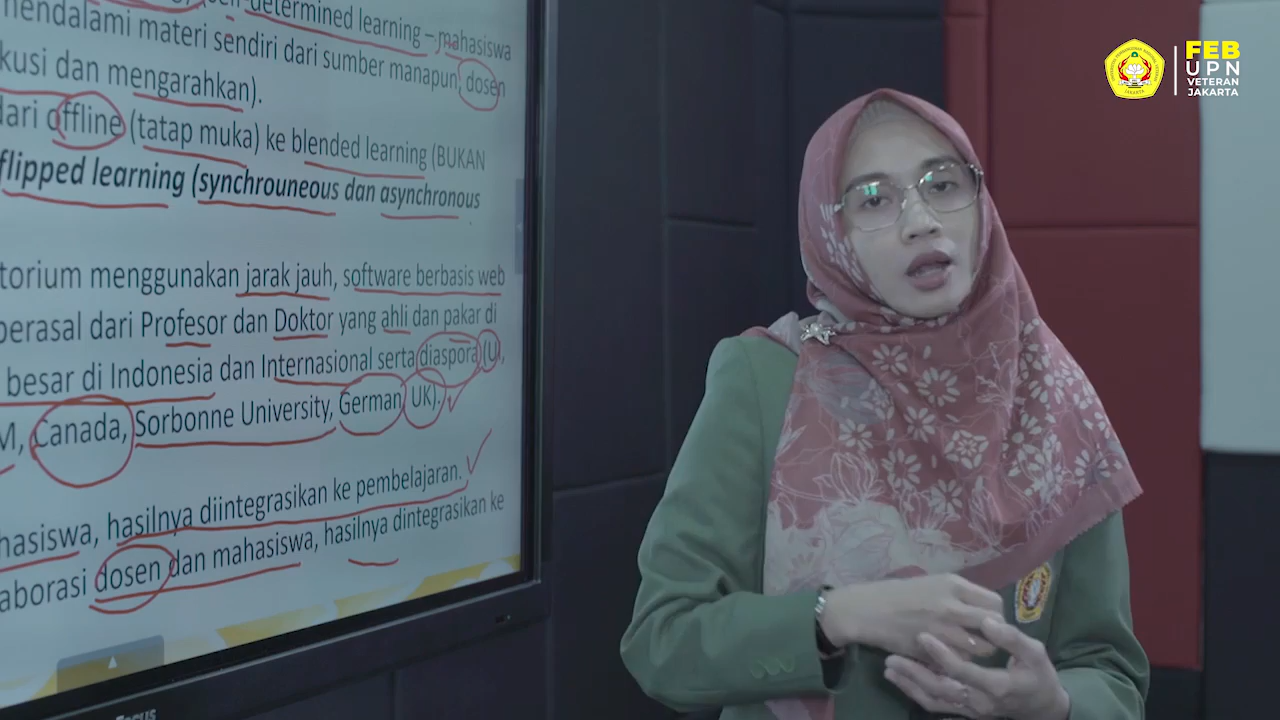 determined learning – mahasiswa
mendalami materi sendiri dari sumber manapun, dosen
kusi dan mengarahkan).
dari offline (tatap muka) ke blended learning (BUKAN
flipped learning (synchrouneous dan asynchronous
torium menggunakan jarak jauh, software berbasis web
berasal dari Profesor dan Doktor yang ahli dan pakar di
besar di Indonesia dan Internasional serta diaspora (U,
M, Canada, Sorbonne University, German, UK).
hasiswa, hasilnya diintegrasikan ke pembelajaran.
aborasi dosen dan mahasiswa, hasilnya dintegrasikan ke
FEB
UPN
VETERAN
JAKARTA
JAKARTA